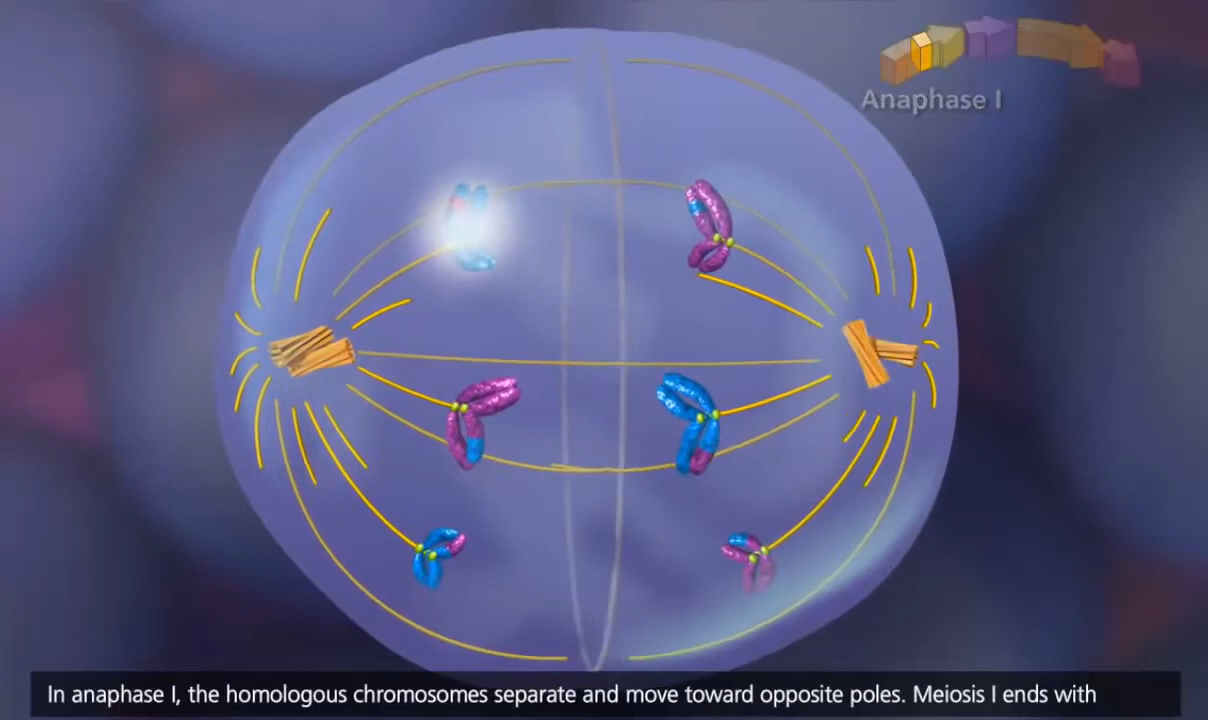 Anaphase I
In anaphase I, the homologous chromosomes separate and move toward opposite poles. Meiosis I ends with